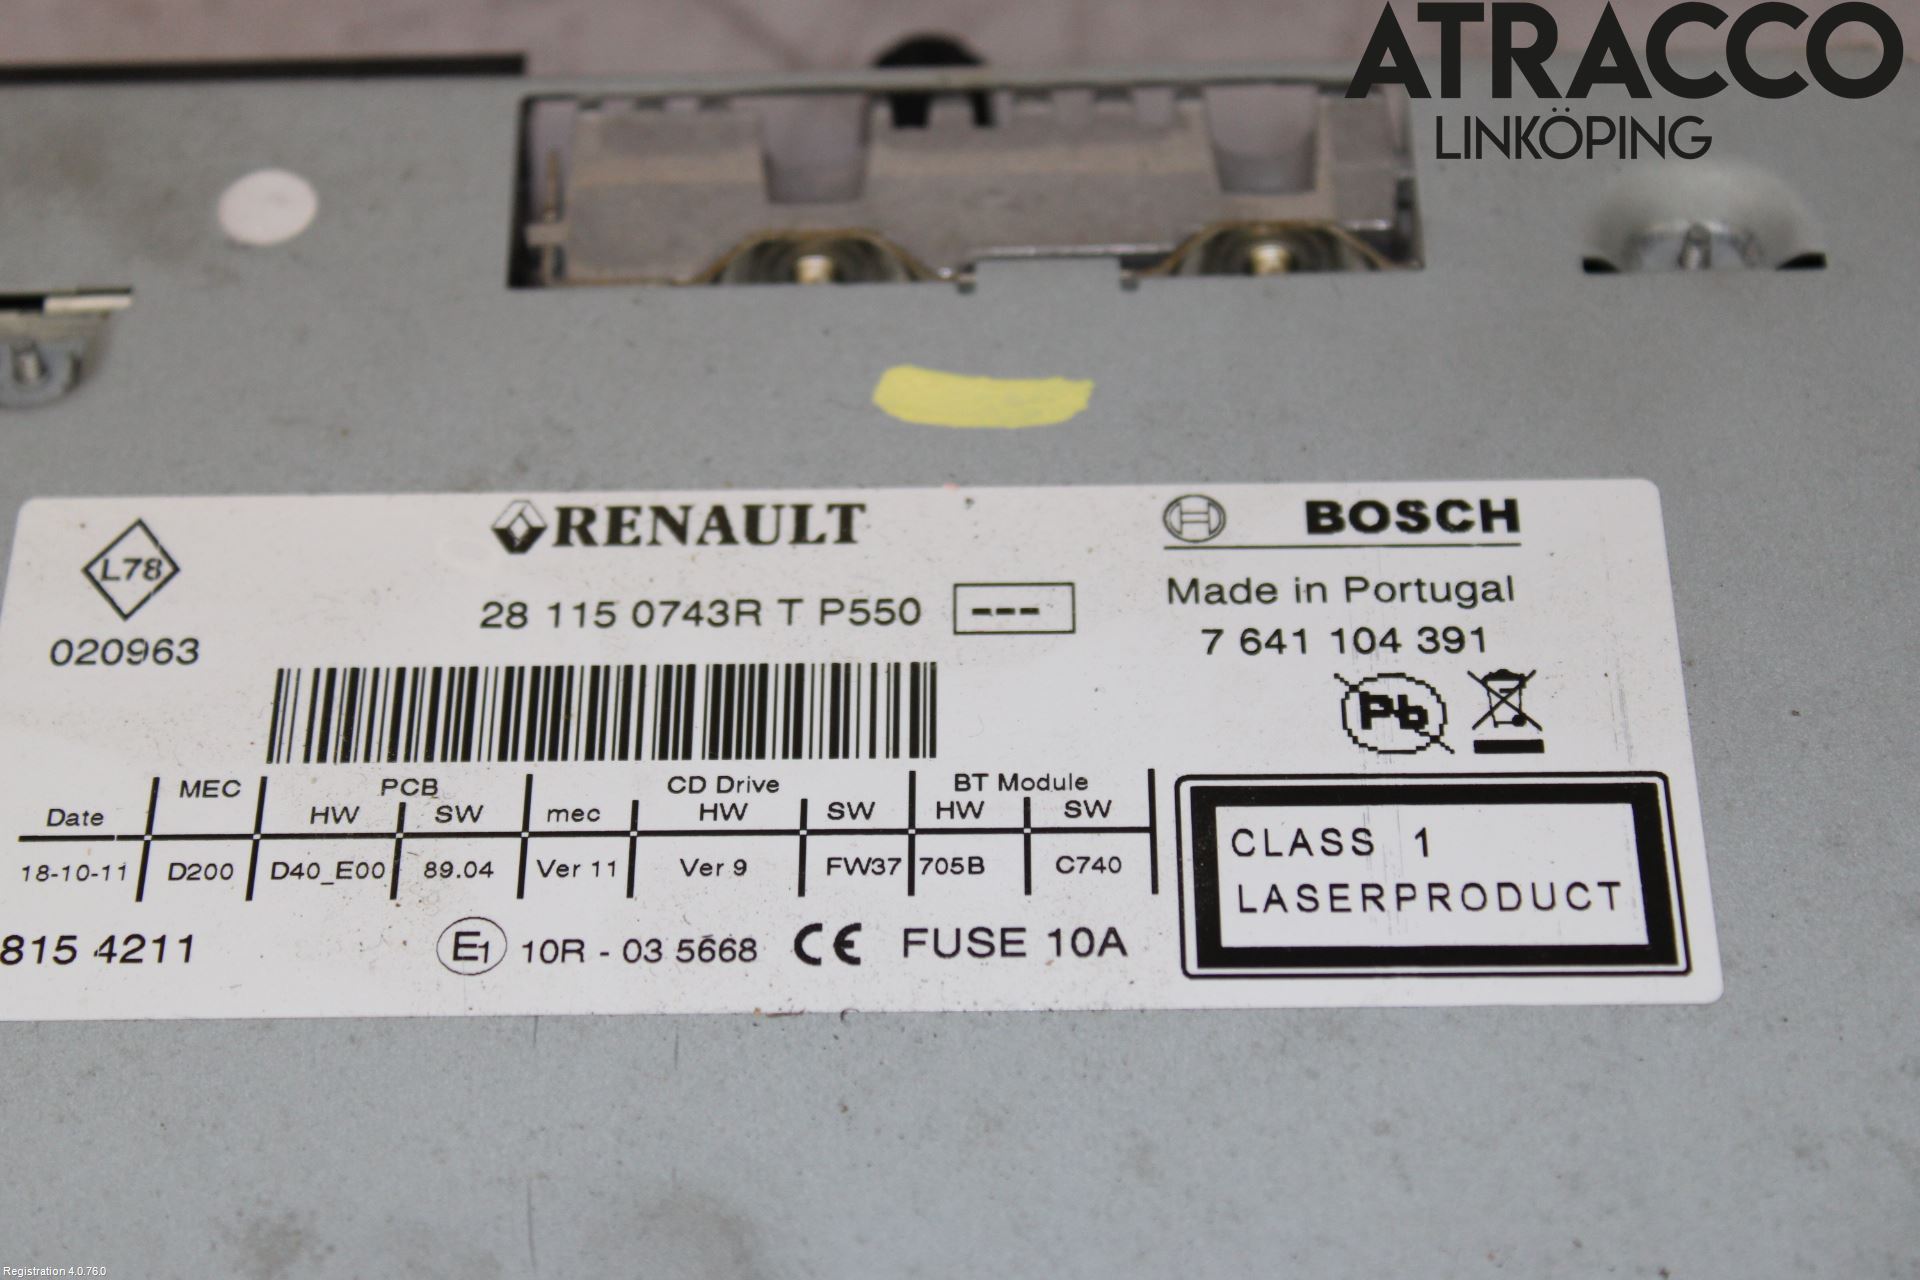 ATRACCO
LINKÖPING
RENAULT
BOSCH
L78
28 115 0743R T P550 ---
Made in Portugal
020963
7 641 104 391
Pb
MEC PCB CD Drive BT Module
Date HW SW mec HW SW HW SW
18-10-11 D200 D40_E00 89.04 Ver 11 Ver 9 FW37 705B C740
CLASS 1
LASERPRODUCT
815 4211 E1 10R - 03 5668 CE FUSE 10A
Registration 4.0.76.0